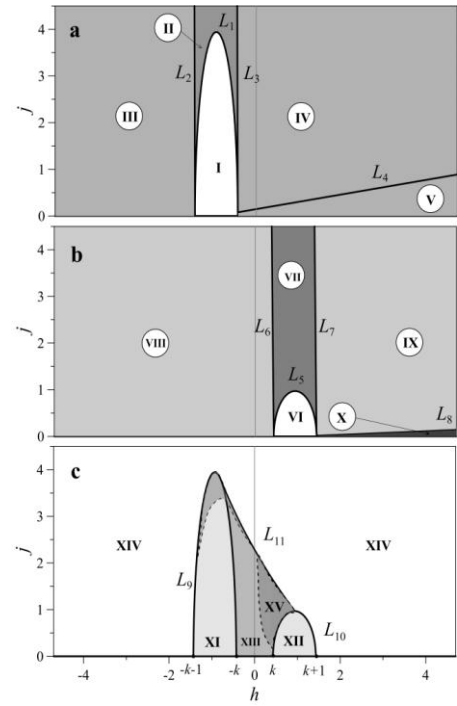 4
a
II
L1
3
L2
L3
j
2
III
IV
I
1
L4
V
0
4
b
VII
3
L6
L7
j
2
VIII
IX
L5
1
X
VI
L8
0
4
c
3
XIV
L11
XIV
j
2
L9
1
XV
L10
XI
XIII
XII
0
-k-1
-k
k
k+1
-4
-2
0
2
4
h